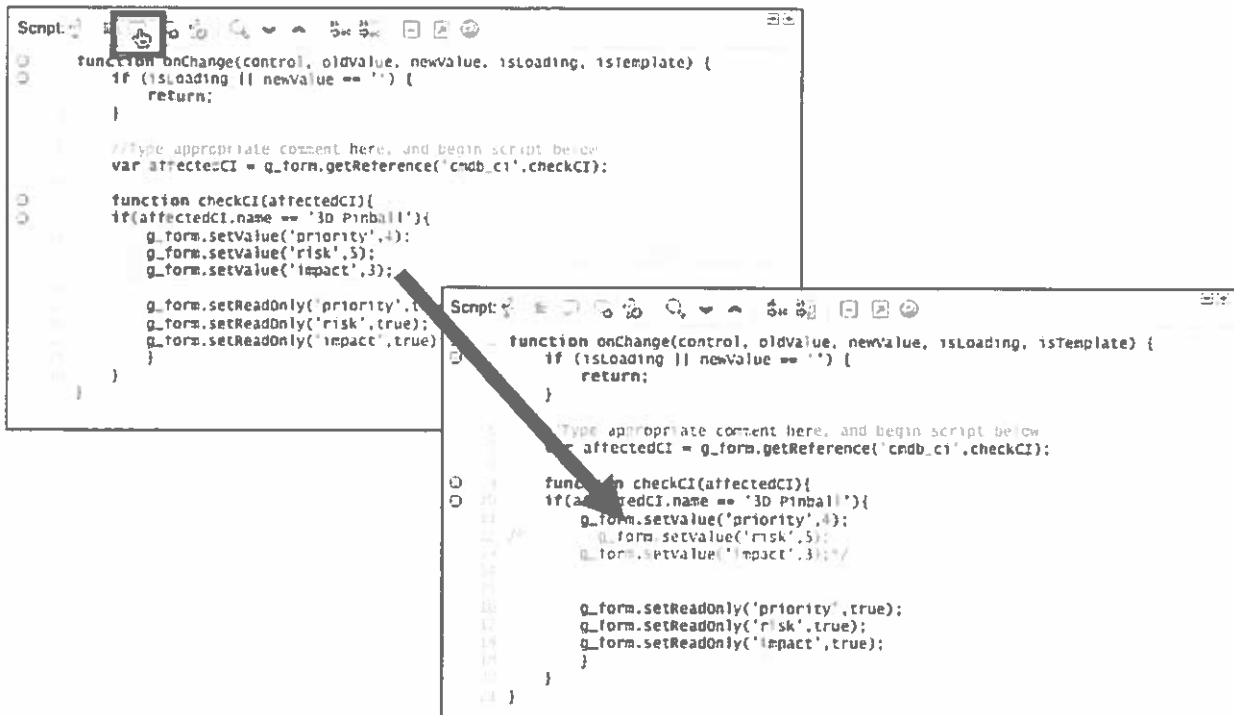 Script:
function onChange(control, oldValue, newValue, isLoading, isTemplate) {
if (isLoading || newValue == '') {
return;
}
//Type appropriate comment here, and begin script below
var affectedCI = g_form.getReference('cmdb_ci',checkCI);
function checkCI(affectedCI){
if(affectedCI.name == '3D Pinball'){
g_form.setValue('priority',4);
g_form.setValue('risk',5);
g_form.setValue('impact',3);
g_form.setReadOnly('priority',t
g_form.setReadOnly('risk',true);
g_form.setReadOnly('impact',true)
}
}
}
Script:
function onChange(control, oldValue, newValue, isLoading, isTemplate) {
if (isLoading || newValue == '') {
return;
}
Type appropriate comment here, and begin script below
affectedCI = g_form.getReference('cmdb_ci',checkCI);
checkCI(affectedCI){
.name == '3D Pinball'){
g_form.setValue('priority',4);
/* g_form.setValue('risk',5);
g_form.setValue('impact',3);*/
16 g_form.setReadOnly('priority',true);
17 g_form.setReadOnly('risk',true);
18 g_form.setReadOnly('impact',true);
}
}
}